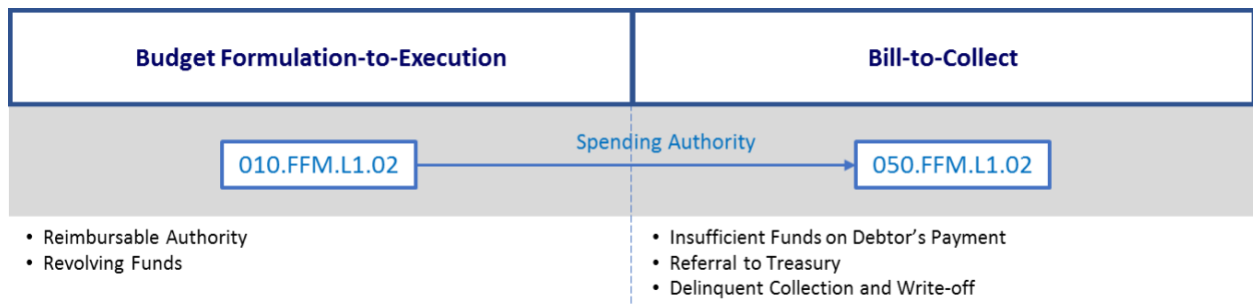 Budget Formulation-to-Execution
Bill-to-Collect
Spending Authority
010.FFM.L1.02
050.FFM.L1.02
• Reimbursable Authority
• Revolving Funds
• Insufficient Funds on Debtor's Payment
• Referral to Treasury
• Delinquent Collection and Write-off